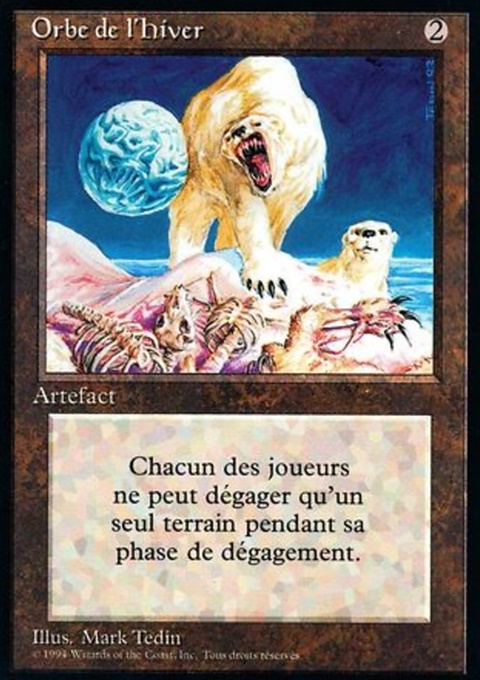 Orbe de l'hiver
2
Artefact
Chacun des joueurs
ne peut dégager qu'un
seul terrain pendant sa
phase de dégagement.
Illus. Mark Tedin
© 1994 Wizards of the Coast, Inc. Tous droits réservés